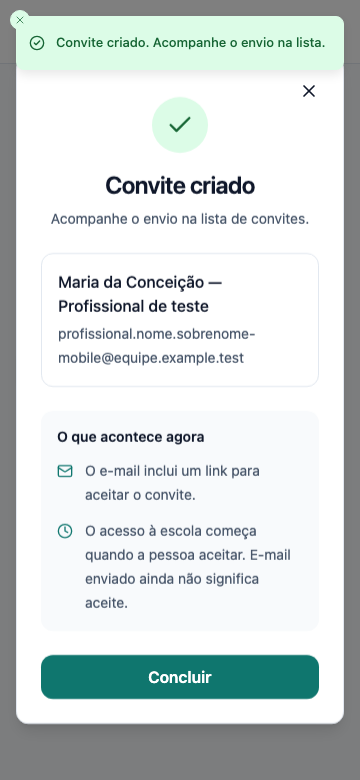 Convite criado. Acompanhe o envio na lista.
Convite criado
Acompanhe o envio na lista de convites.
Maria da Conceição —
Profissional de teste
profissional.nome.sobrenome-
mobile@equipe.example.test
O que acontece agora
O e-mail inclui um link para
aceitar o convite.
O acesso à escola começa
quando a pessoa aceitar. E-mail
enviado ainda não significa
aceite.
Concluir